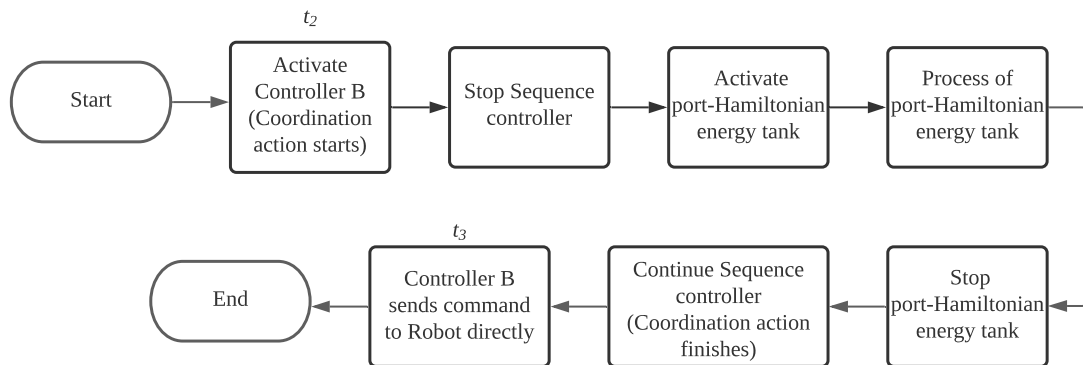 t2
Start
Activate
Controller B
(Coordination
action starts)
Stop Sequence
controller
Activate
port-Hamiltonian
energy tank
Process of
port-Hamiltonian
energy tank
t3
End
Controller B
sends command
to Robot directly
Continue Sequence
controller
(Coordination action
finishes)
Stop
port-Hamiltonian
energy tank